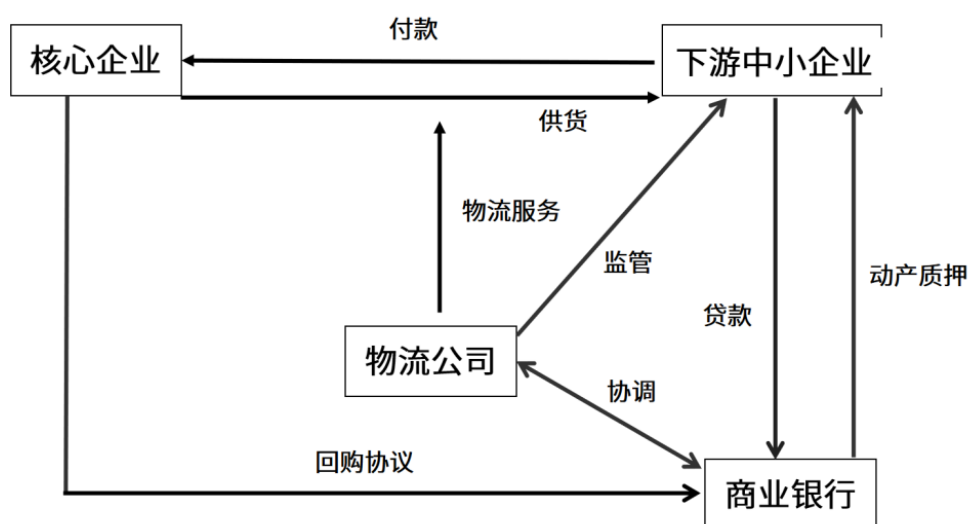 付款
核心企业
下游中小企业
供货
物流服务
监管
动产质押
贷款
物流公司
协调
回购协议
商业银行